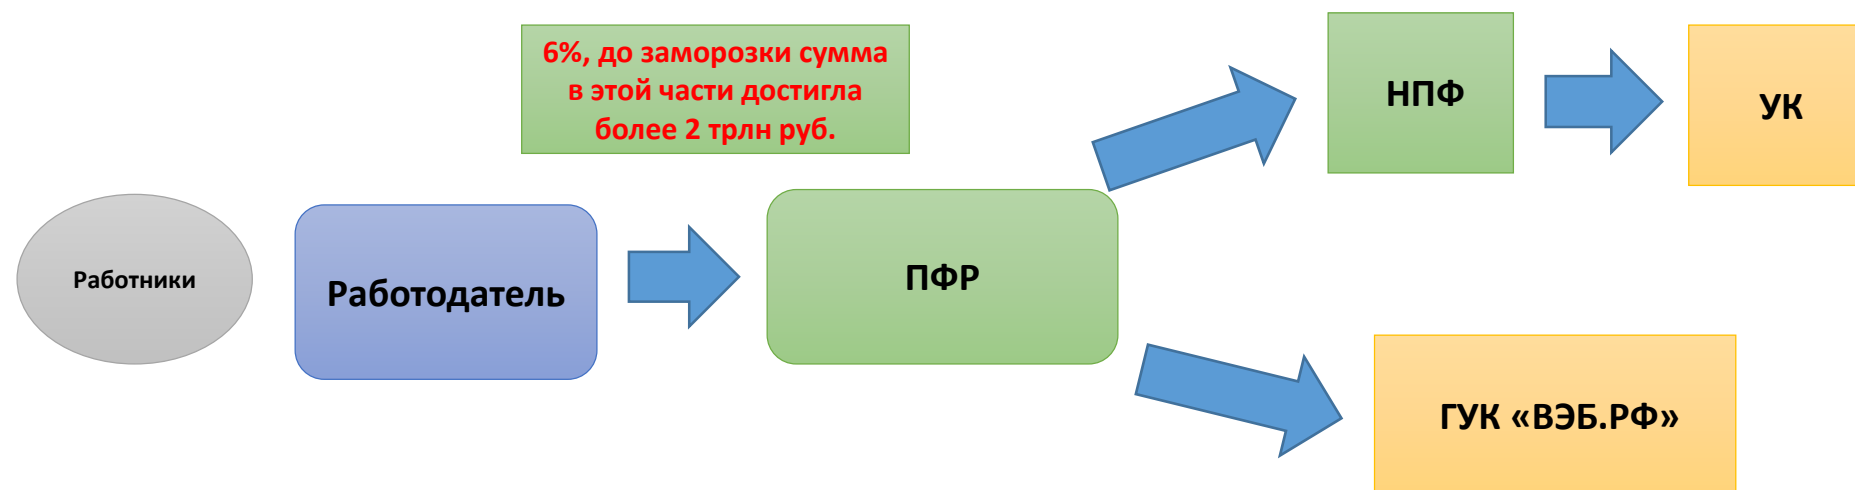 6%, до заморозки сумма
в этой части достигла
более 2 трлн руб.
НПФ
УК
Работники
Работодатель
ПФР
ГУК «ВЭБ.РФ»